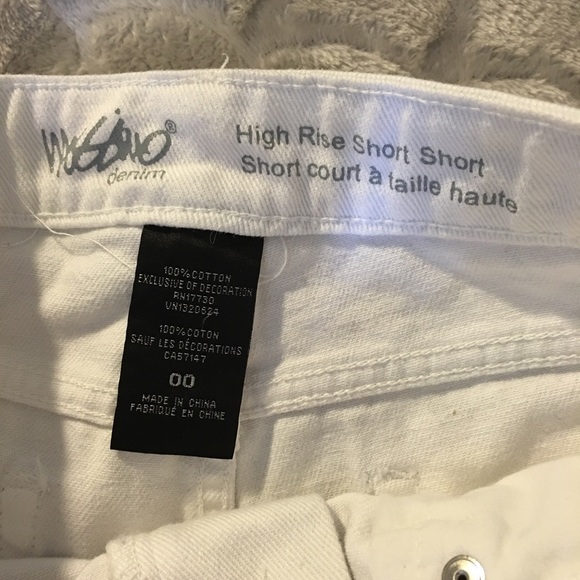 Mossimo®
denim
High Rise Short Short
Short court à taille haute
100% COTTON
EXCLUSIVE OF DECORATION
RN17730
VN1320524
100% COTON
SAUF LES DÉCORATIONS
CA57147
00
MADE IN CHINA
FABRIQUÉ EN CHINE